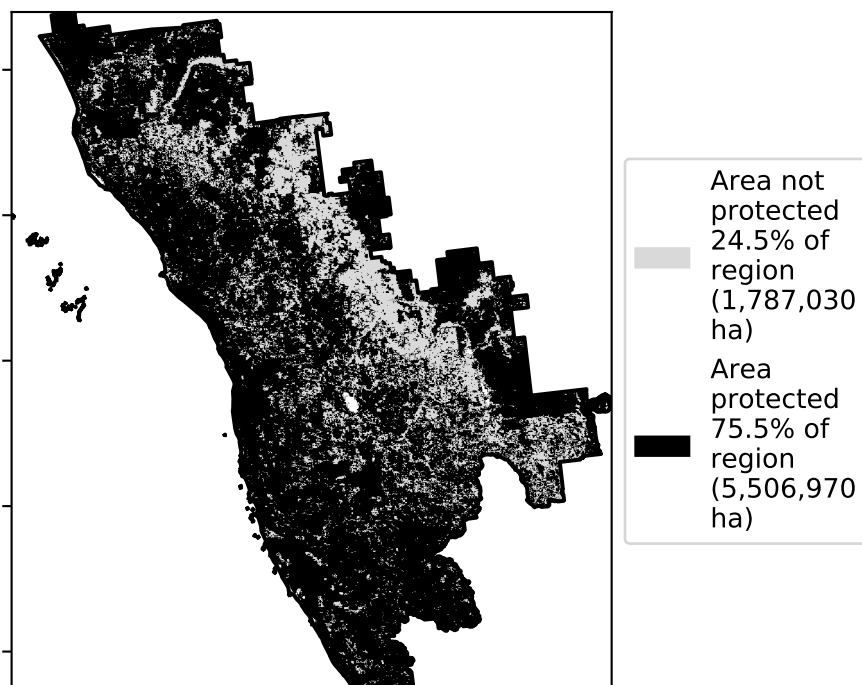 Area not
protected
24.5% of
region
(1,787,030
ha)
Area
protected
75.5% of
region
(5,506,970
ha)